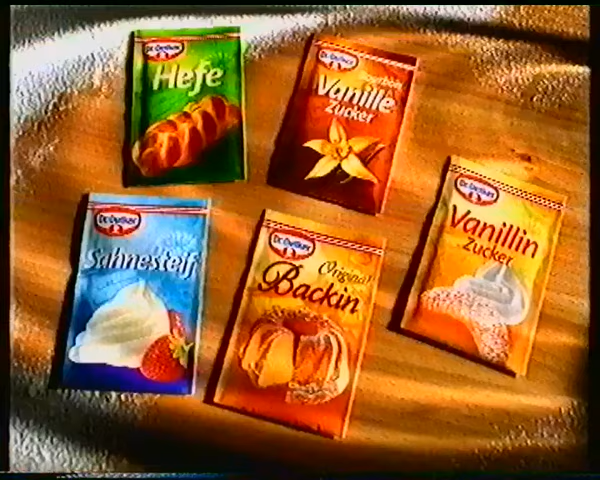 Dr. Oetker
Hefe
Dr. Oetker
Bourbon
Vanille
Zucker
Dr. Oetker
Sahnesteif
Dr. Oetker
Original
Backin
Dr. Oetker
Vanillin
Zucker